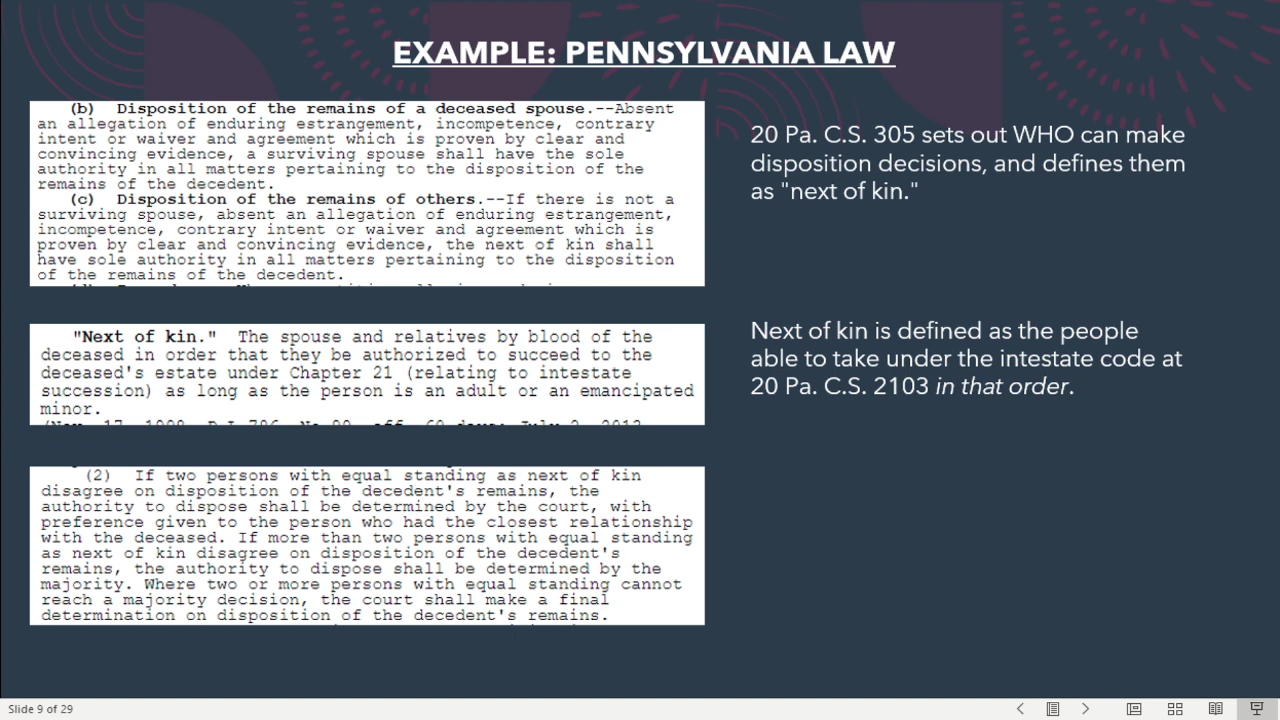 EXAMPLE: PENNSYLVANIA LAW
(b) Disposition of the remains of a deceased spouse.--Absent
an allegation of enduring estrangement, incompetence, contrary
intent or waiver and agreement which is proven by clear and
convincing evidence, a surviving spouse shall have the sole
authority in all matters pertaining to the disposition of the
remains of the decedent.
(c) Disposition of the remains of others.--If there is not a
surviving spouse, absent an allegation of enduring estrangement,
incompetence, contrary intent or waiver and agreement which is
proven by clear and convincing evidence, the next of kin shall
have sole authority in all matters pertaining to the disposition
of the remains of the decedent.
20 Pa. C.S. 305 sets out WHO can make
disposition decisions, and defines them
as "next of kin."
"Next of kin." The spouse and relatives by blood of the
deceased in order that they be authorized to succeed to the
deceased's estate under Chapter 21 (relating to intestate
succession) as long as the person is an adult or an emancipated
minor.
Next of kin is defined as the people
able to take under the intestate code at
20 Pa. C.S. 2103 in that order.
(2) If two persons with equal standing as next of kin
disagree on disposition of the decedent's remains, the
authority to dispose shall be determined by the court, with
preference given to the person who had the closest relationship
with the deceased. If more than two persons with equal standing
as next of kin disagree on disposition of the decedent's
remains, the authority to dispose shall be determined by the
majority. Where two or more persons with equal standing cannot
reach a majority decision, the court shall make a final
determination on disposition of the decedent's remains.
Slide 9 of 29